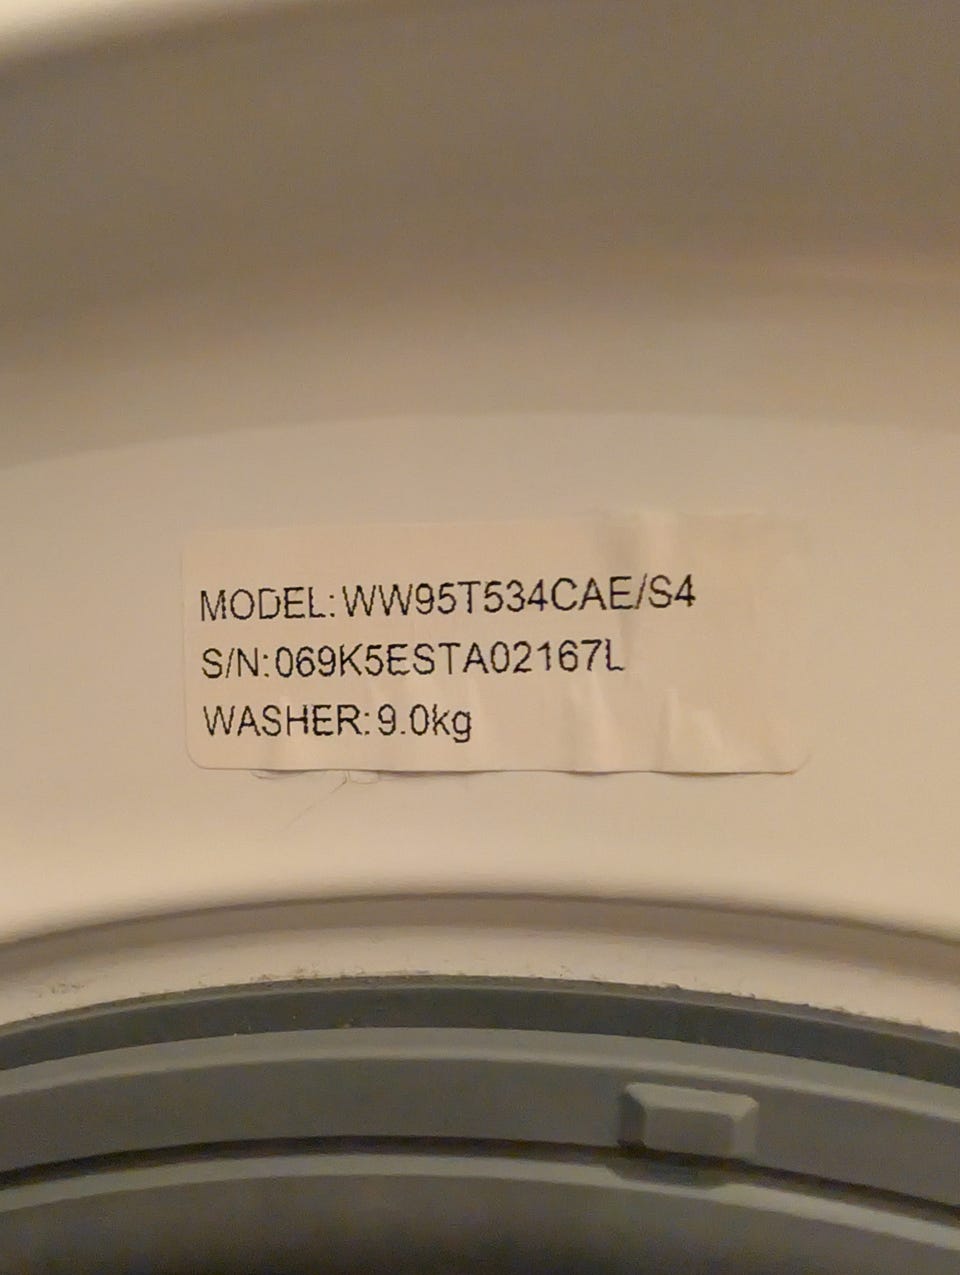 MODEL:WW95T534CAE/S4
S/N:069K5ESTA02167L
WASHER:9.0kg